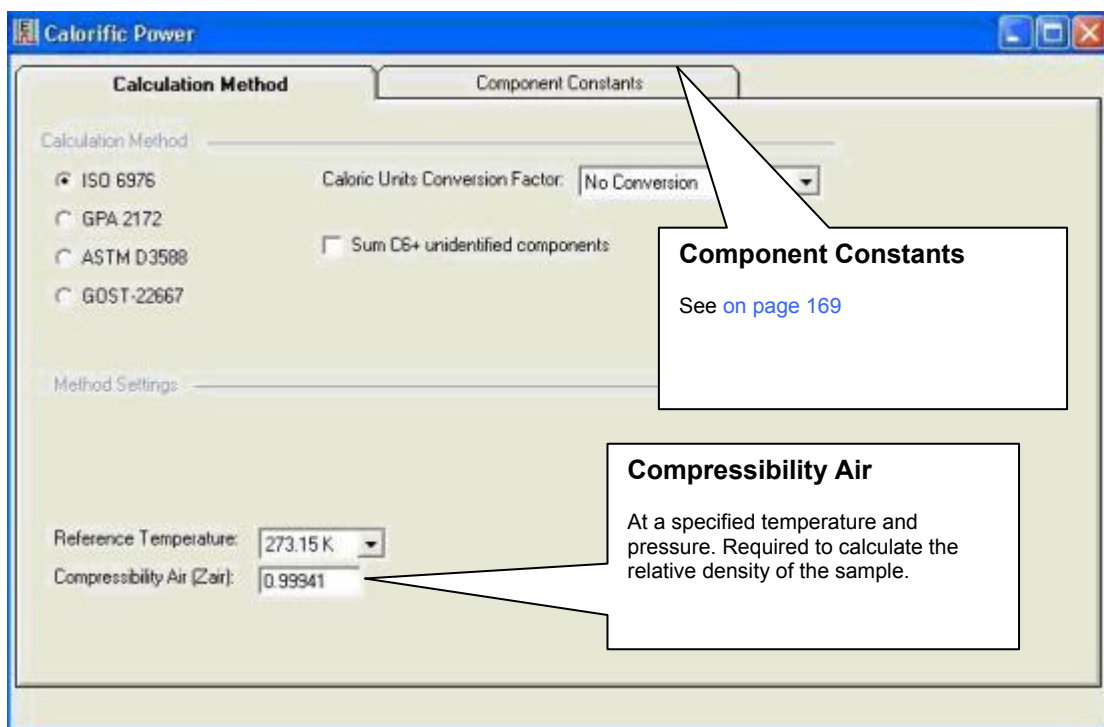 Calorific Power
Calculation Method
Component Constants
Calculation Method
ISO 6976
Caloric Units Conversion Factor: No Conversion
GPA 2172
Sum C6+ unidentified components
ASTM D3588
GOST-22667
Component Constants
See on page 169
Method Settings
Compressibility Air
At a specified temperature and
pressure. Required to calculate the
relative density of the sample.
Reference Temperature: 273.15 K
Compressibility Air (Zair): 0.99941